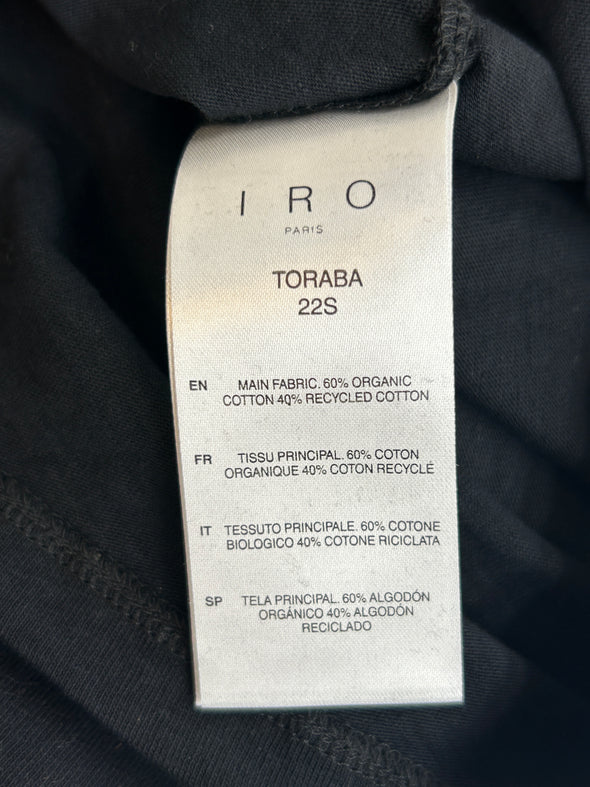 IRO
PARIS
TORABA
22S
EN MAIN FABRIC. 60% ORGANIC
COTTON 40% RECYCLED COTTON
FR TISSU PRINCIPAL. 60% COTON
ORGANIQUE 40% COTON RECYCLÉ
IT TESSUTO PRINCIPALE. 60% COTONE
BIOLOGICO 40% COTONE RICICLATA
SP TELA PRINCIPAL. 60% ALGODÓN
ORGÁNICO 40% ALGODÓN
RECICLADO